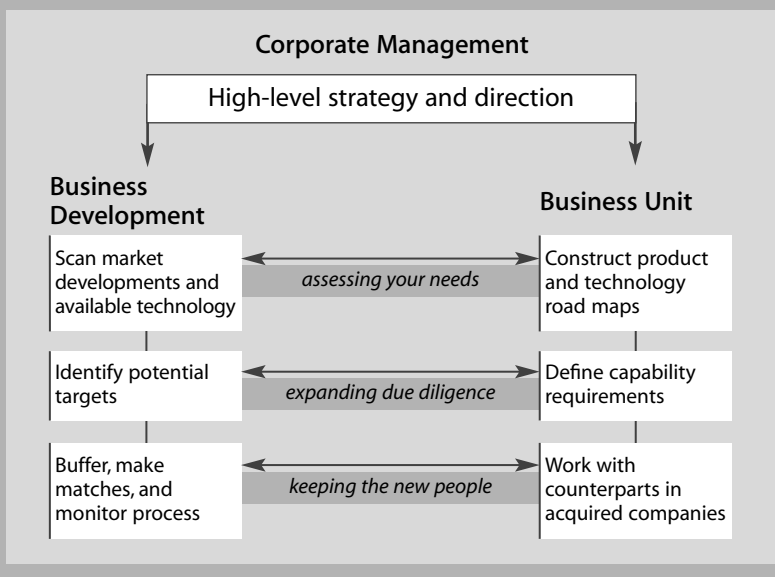 Corporate Management
High-level strategy and direction
Business
Development
Business Unit
Scan market
developments and
available technology
assessing your needs
Construct product
and technology
road maps
Identify potential
targets
expanding due diligence
Define capability
requirements
Buffer, make
matches, and
monitor process
keeping the new people
Work with
counterparts in
acquired companies